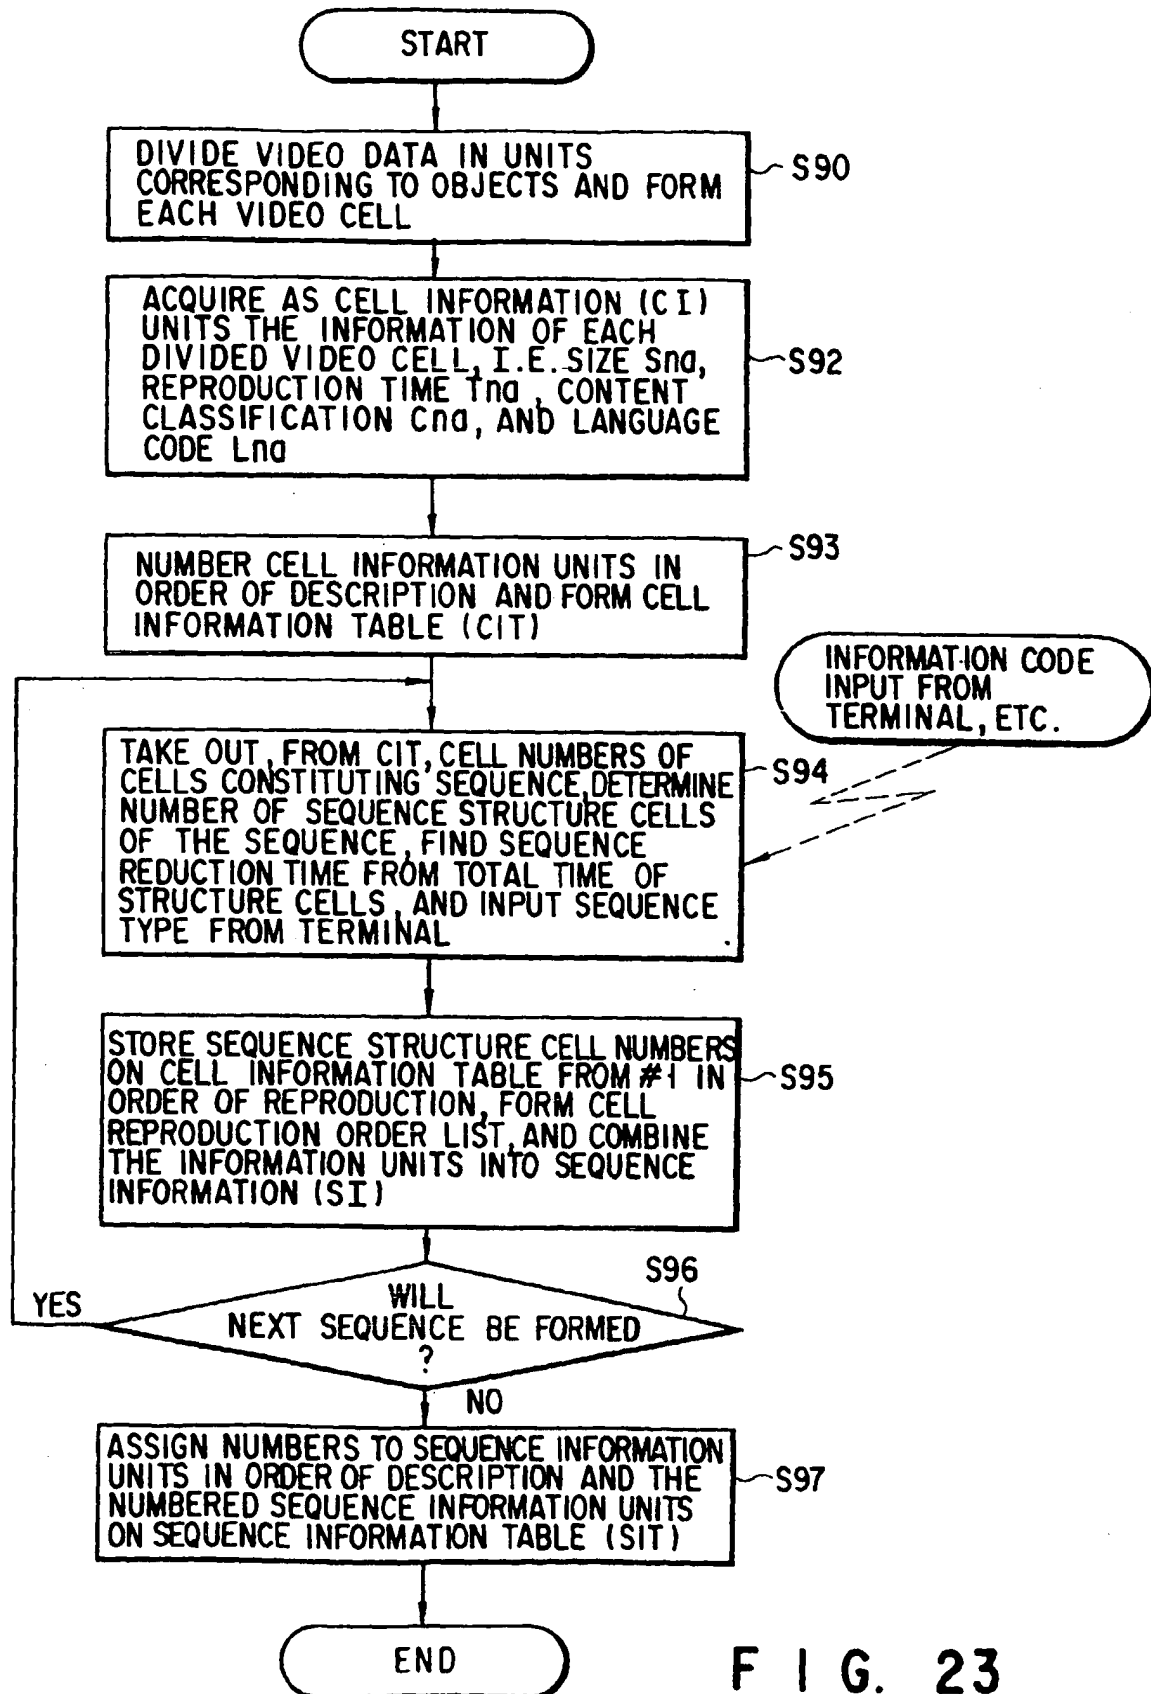 START
DIVIDE VIDEO DATA IN UNITS
CORRESPONDING TO OBJECTS AND FORM
EACH VIDEO CELL
S90
ACQUIRE AS CELL INFORMATION (CI)
UNITS THE INFORMATION OF EACH
DIVIDED VIDEO CELL, I.E. SIZE Sna,
REPRODUCTION TIME Tna, CONTENT
CLASSIFICATION Cna, AND LANGUAGE
CODE Lna
S92
NUMBER CELL INFORMATION UNITS IN
ORDER OF DESCRIPTION AND FORM CELL
INFORMATION TABLE (CIT)
S93
INFORMATION CODE
INPUT FROM
TERMINAL, ETC.
TAKE OUT, FROM CIT, CELL NUMBERS OF
CELLS CONSTITUTING SEQUENCE, DETERMINE
NUMBER OF SEQUENCE STRUCTURE CELLS
OF THE SEQUENCE, FIND SEQUENCE
REDUCTION TIME FROM TOTAL TIME OF
STRUCTURE CELLS, AND INPUT SEQUENCE
TYPE FROM TERMINAL
S94
STORE SEQUENCE STRUCTURE CELL NUMBERS
ON CELL INFORMATION TABLE FROM #1 IN
ORDER OF REPRODUCTION, FORM CELL
REPRODUCTION ORDER LIST, AND COMBINE
THE INFORMATION UNITS INTO SEQUENCE
INFORMATION (SI)
S95
S96
WILL
NEXT SEQUENCE BE FORMED
?
YES
NO
ASSIGN NUMBERS TO SEQUENCE INFORMATION
UNITS IN ORDER OF DESCRIPTION AND THE
NUMBERED SEQUENCE INFORMATION UNITS
ON SEQUENCE INFORMATION TABLE (SIT)
S97
END
FIG. 23